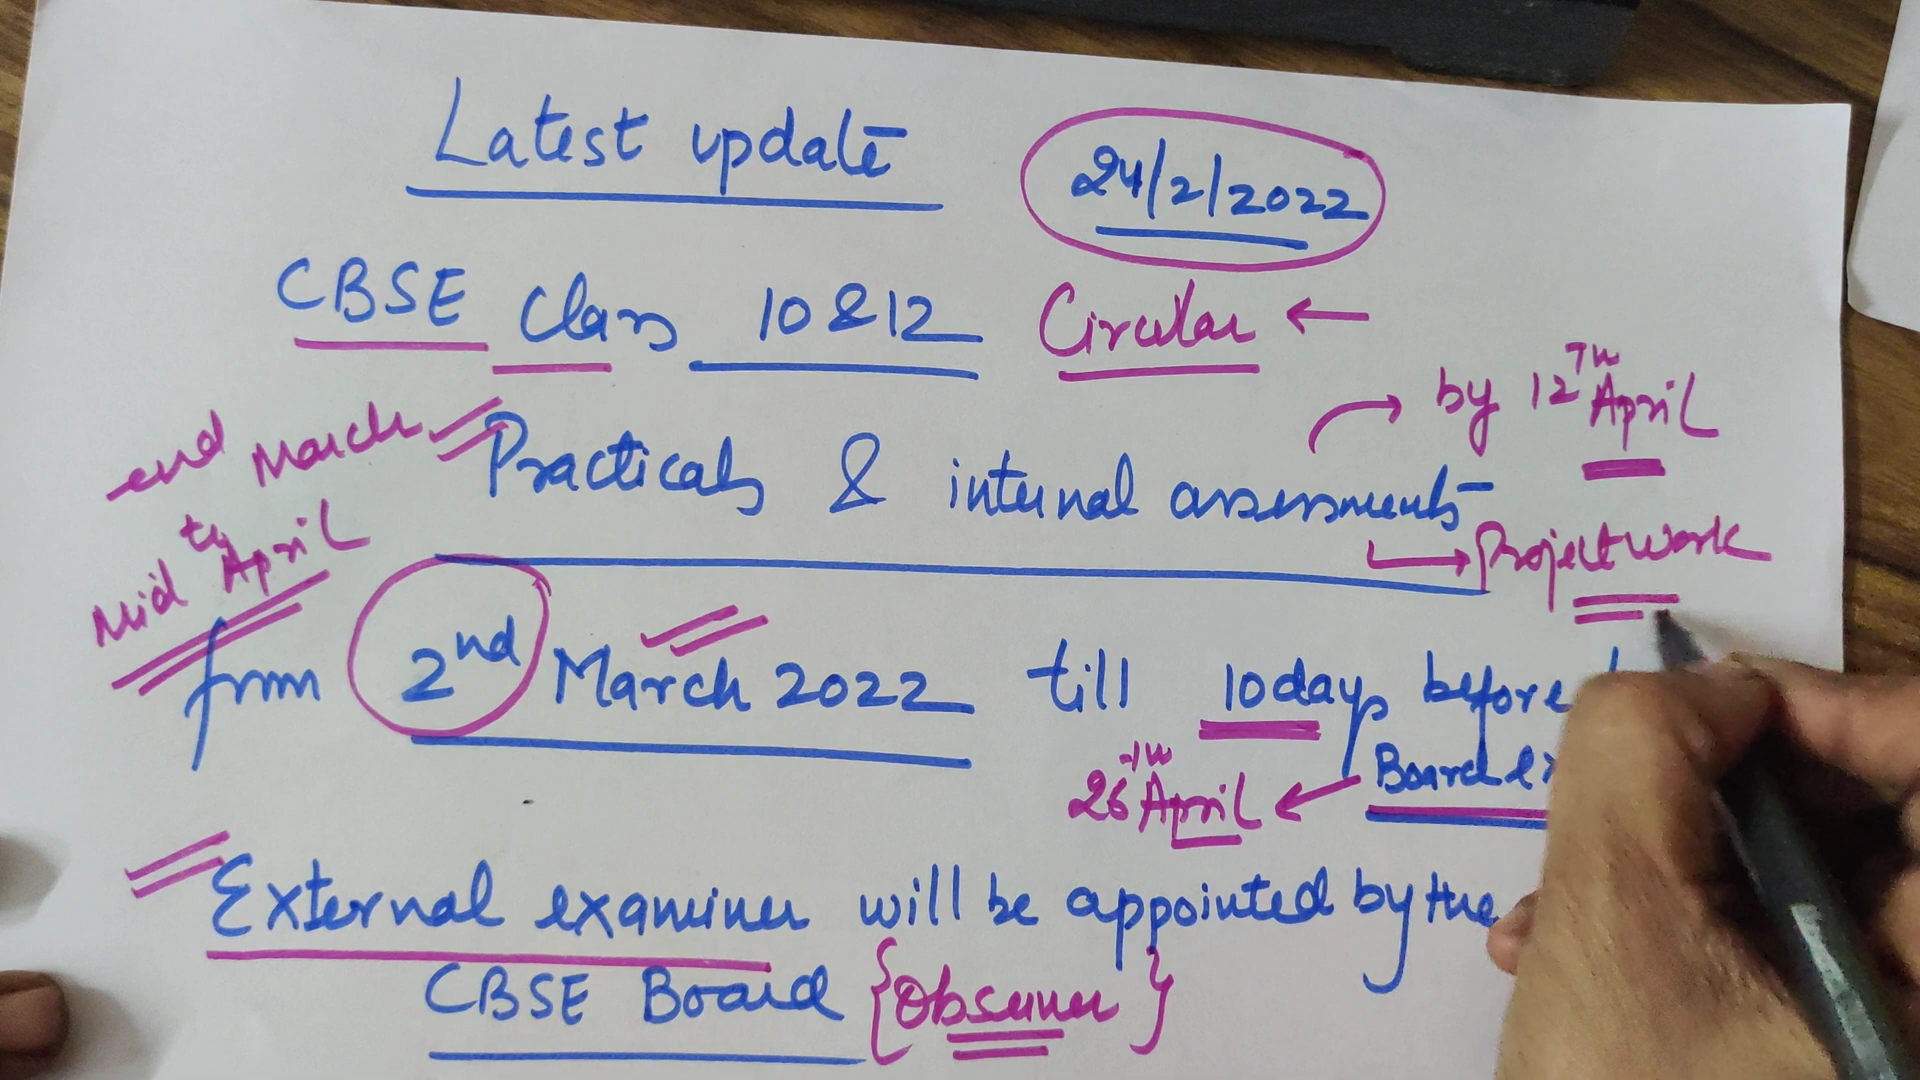 Latest update 24/2/2022
CBSE Class 10 & 12 Circular ←
by 12TH April
end March
Practicals & internal assessments
to
Mid April
Project work
from 2nd March 2022 till 10 days before
Board
26TH April
External examiner will be appointed by the
CBSE Board {Observer}